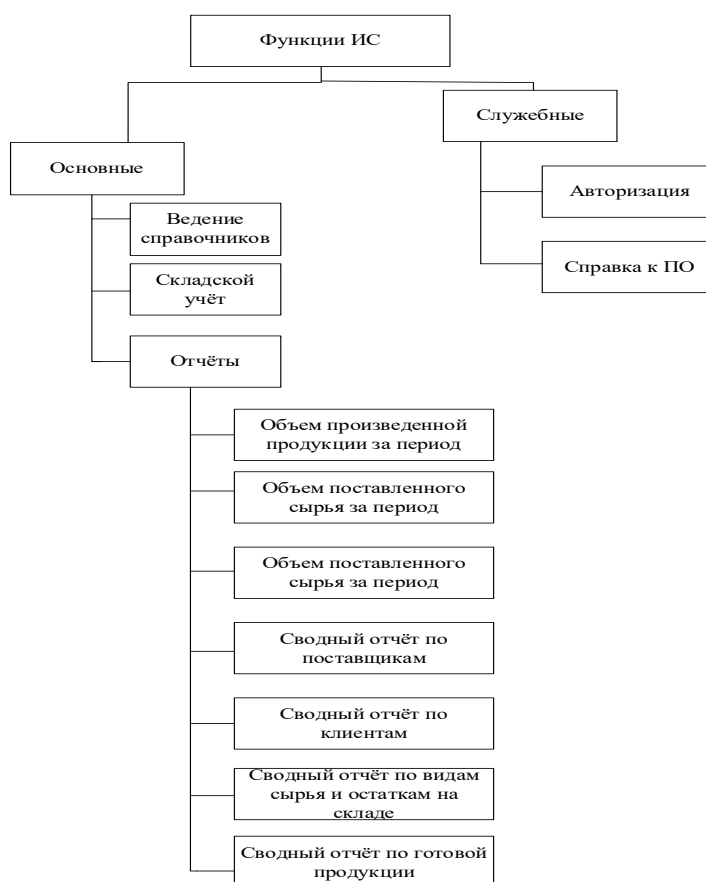 Функции ИС
Служебные
Основные
Авторизация
Ведение
справочников
Справка к ПО
Складской
учёт
Отчёты
Объем произведенной
продукции за период
Объем поставленного
сырья за период
Объем поставленного
сырья за период
Сводный отчёт по
поставщикам
Сводный отчёт по
клиентам
Сводный отчёт по видам
сырья и остаткам на
складе
Сводный отчёт по готовой
продукции